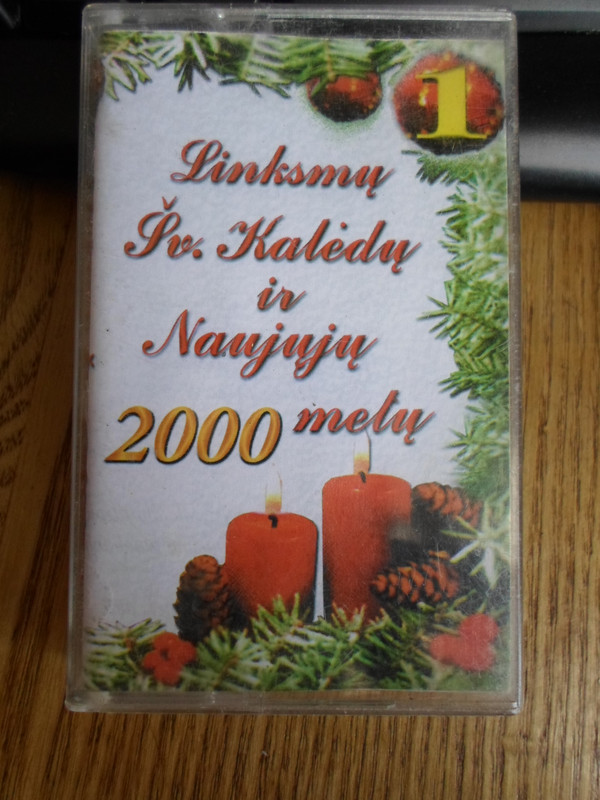 1
Linksmų
Šv. Kalėdų
ir
Naujųjų
2000 metų